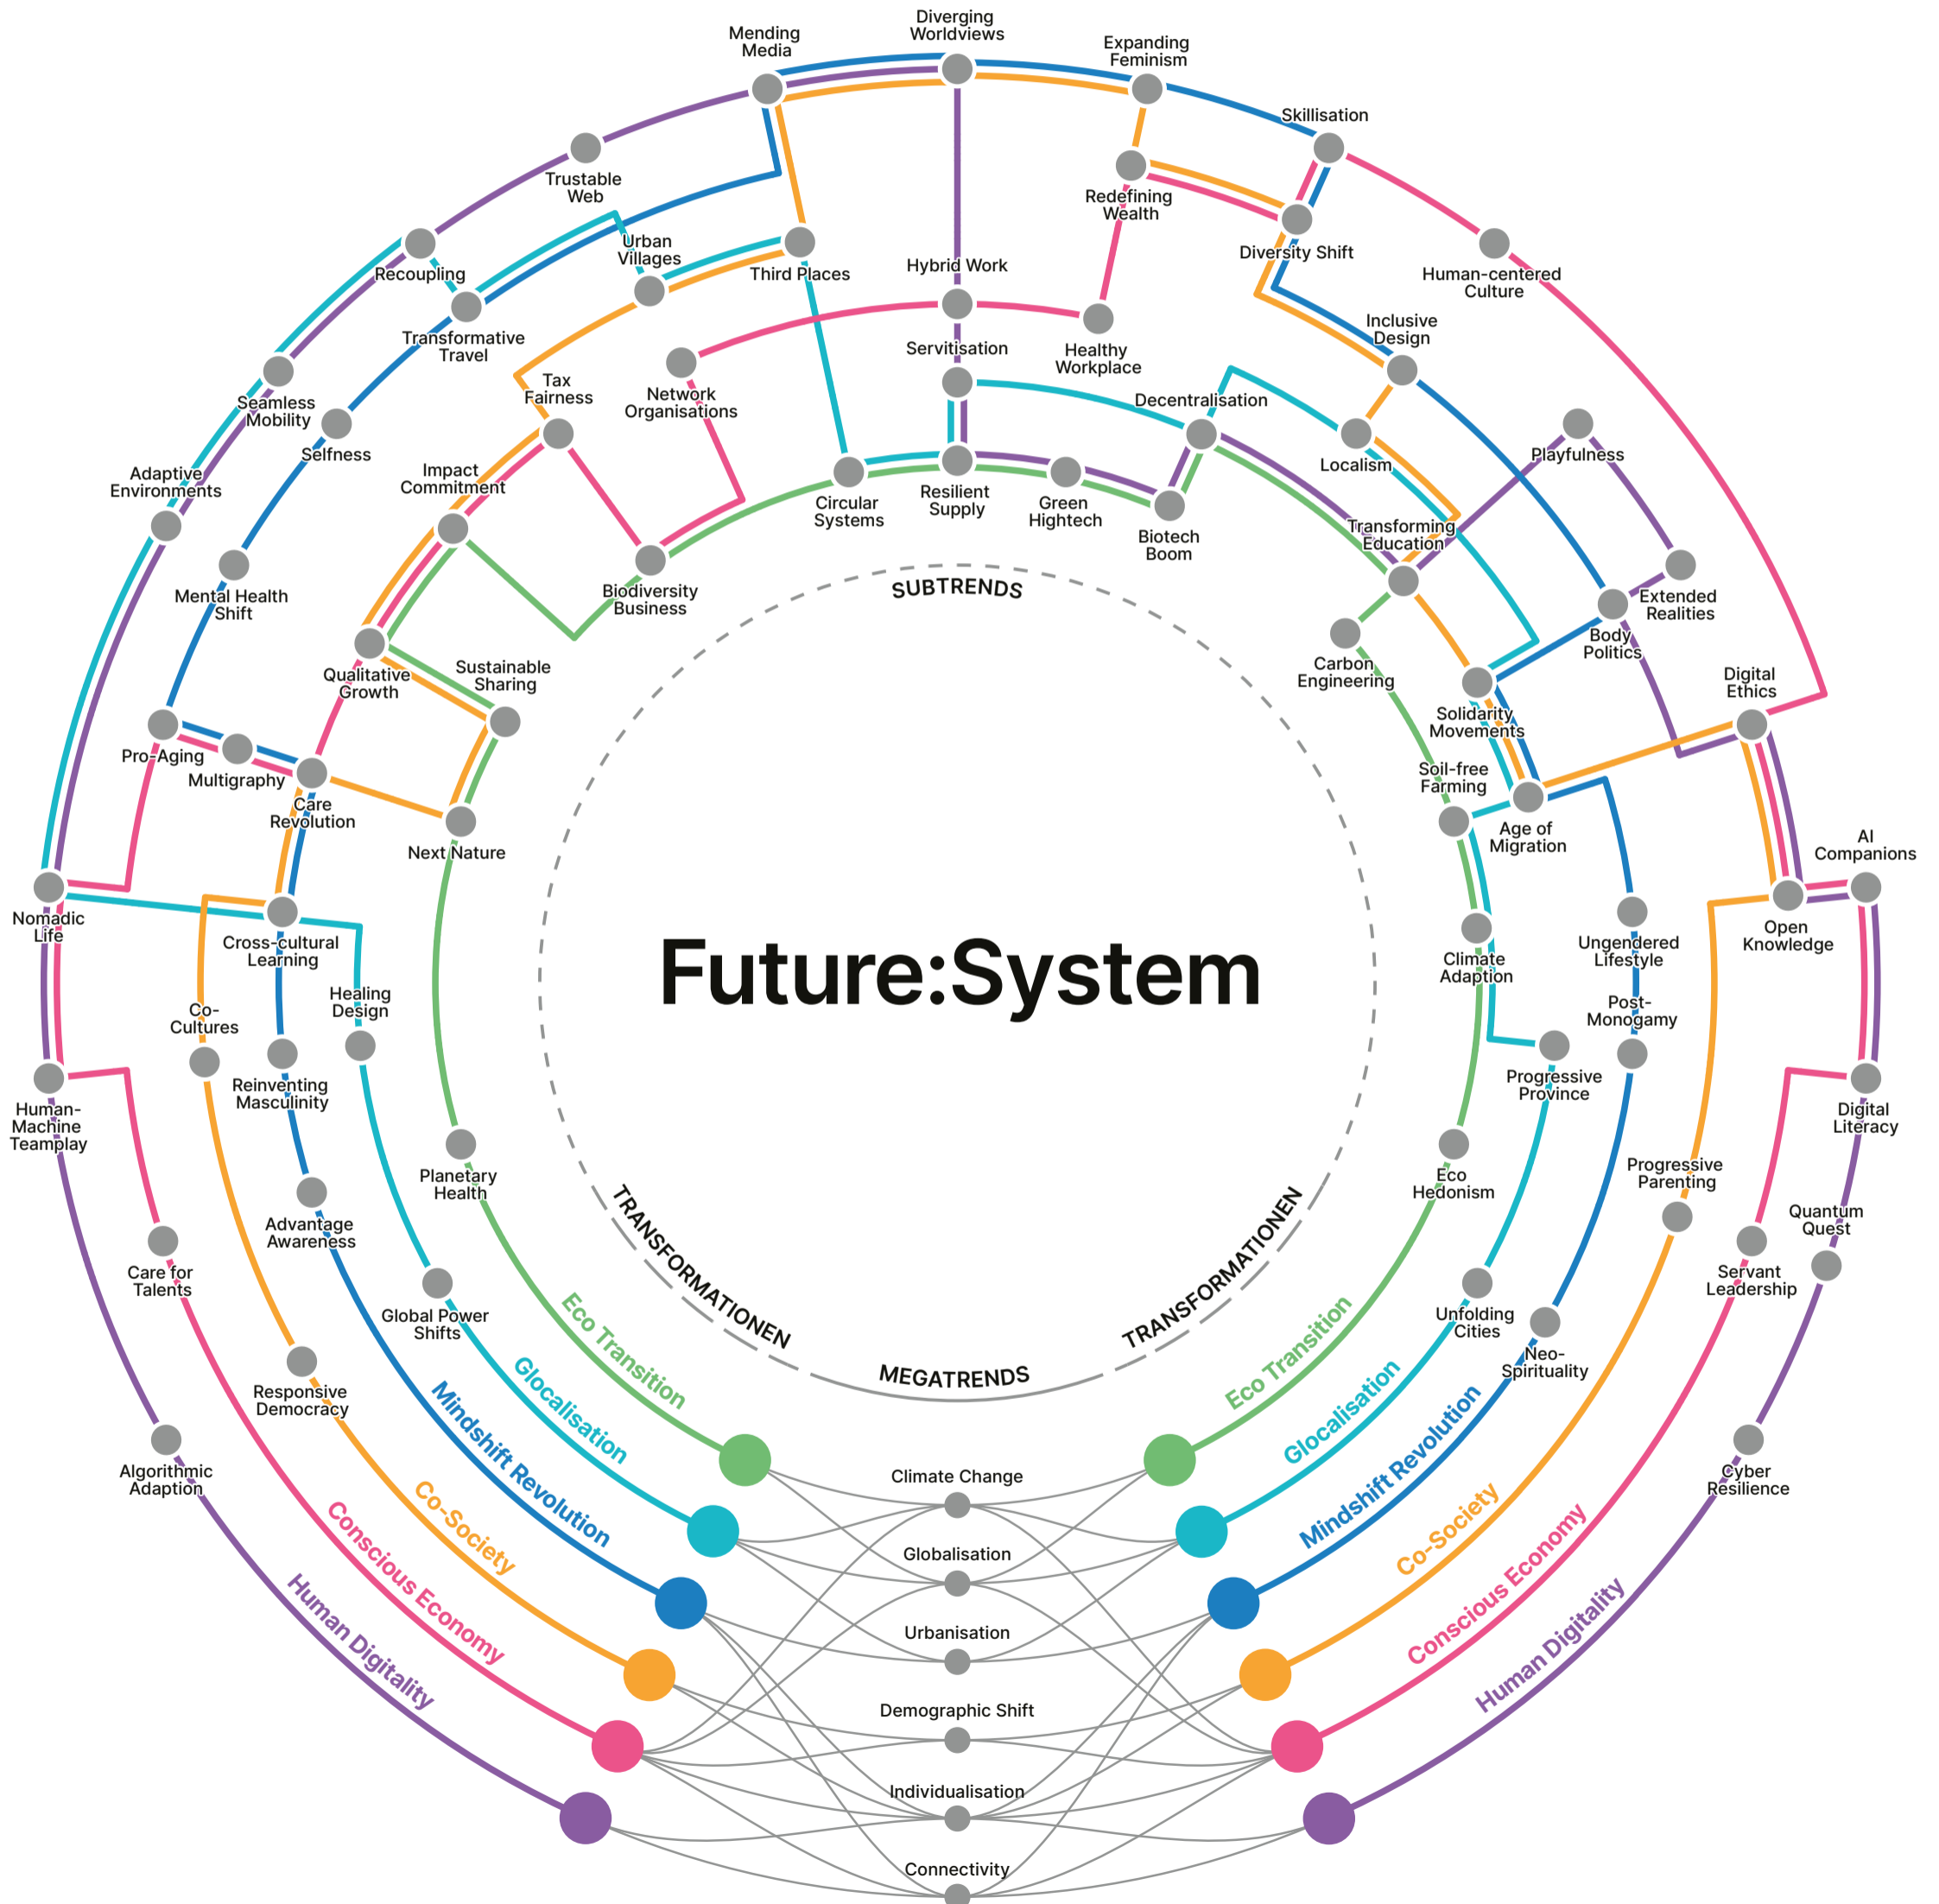 Diverging
Worldviews
Mending
Media
Expanding
Feminism
Skillisation
Trustable
Web
Redefining
Wealth
Urban
Villages
Third Places
Hybrid Work
Diversity Shift
Recoupling
Human-centered
Culture
Transformative
Travel
Servitisation
Healthy
Workplace
Inclusive
Design
Tax
Fairness
Network
Organisations
Decentralisation
Seamless
Mobility
Selfness
Localism
Playfulness
Adaptive
Environments
Impact
Commitment
Circular
Systems
Resilient
Supply
Green
Hightech
Biotech
Boom
Transforming
Education
Mental Health
Shift
Biodiversity
Business
SUBTRENDS
Extended
Realities
Body
Politics
Carbon
Engineering
Qualitative
Growth
Sustainable
Sharing
Digital
Ethics
Solidarity
Movements
Pro-Aging
Multigraphy
Care
Revolution
Soil-free
Farming
Age of
Migration
Next Nature
AI
Companions
Nomadic
Life
Cross-cultural
Learning
Future:System
Climate
Adaption
Ungendered
Lifestyle
Open
Knowledge
Healing
Design
Co-
Cultures
Post-
Monogamy
Reinventing
Masculinity
Progressive
Province
Human-
Machine
Teamplay
Digital
Literacy
Planetary
Health
Eco
Hedonism
Progressive
Parenting
Advantage
Awareness
Quantum
Quest
Care for
Talents
Servant
Leadership
Global Power
Shifts
Unfolding
Cities
Neo-
Spirituality
Responsive
Democracy
Algorithmic
Adaption
Cyber
Resilience
TRANSFORMATIONEN
MEGATRENDS
TRANSFORMATIONEN
Eco Transition
Glocalisation
Mindshift Revolution
Co-Society
Conscious Economy
Human Digitality
Eco Transition
Glocalisation
Mindshift Revolution
Co-Society
Conscious Economy
Human Digitality
Climate Change
Globalisation
Urbanisation
Demographic Shift
Individualisation
Connectivity